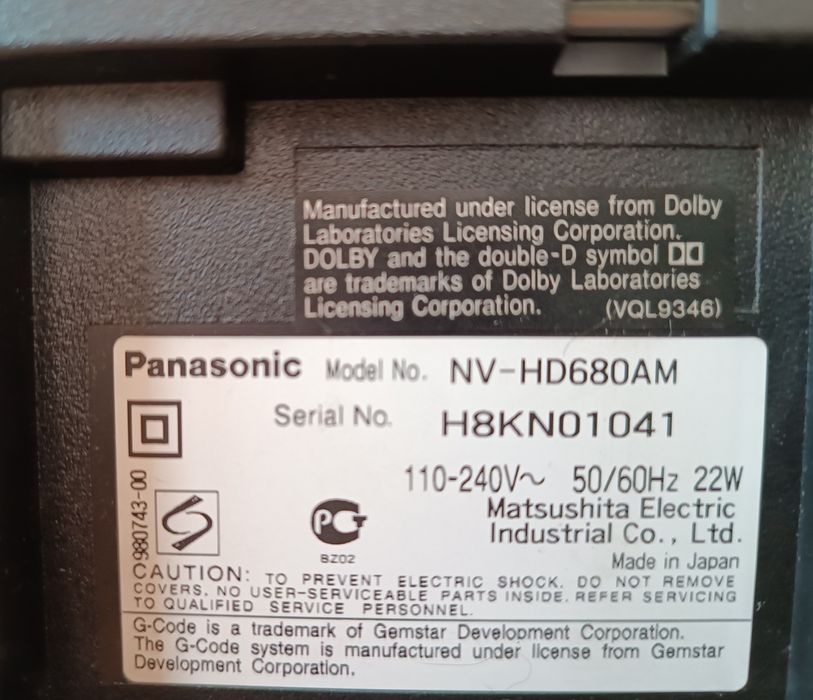 Manufactured under license from Dolby
Laboratories Licensing Corporation.
DOLBY and the double-D symbol
are trademarks of Dolby Laboratories
Licensing Corporation. (VQL9346)
Panasonic Model No. NV-HD680AM
Serial No. H8KN01041
110-240V~ 50/60Hz 22W
Matsushita Electric
Industrial Co., Ltd.
980743-00
BZ02
Made in Japan
CAUTION: TO PREVENT ELECTRIC SHOCK, DO NOT REMOVE
COVERS. NO USER-SERVICEABLE PARTS INSIDE. REFER SERVICING
TO QUALIFIED SERVICE PERSONNEL.
G-Code is a trademark of Gemstar Development Corporation.
The G-Code system is manufactured under license from Gemstar
Development Corporation.